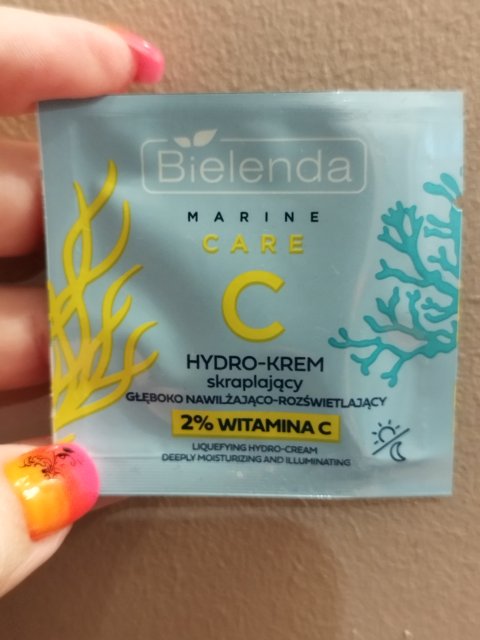 Bielenda
MARINE
CARE
C
HYDRO-KREM
skraplający
GŁĘBOKO NAWILŻAJĄCO-ROZŚWIETLAJĄCY
2% WITAMINA C
LIQUEFYING HYDRO-CREAM
DEEPLY MOISTURIZING AND ILLUMINATING